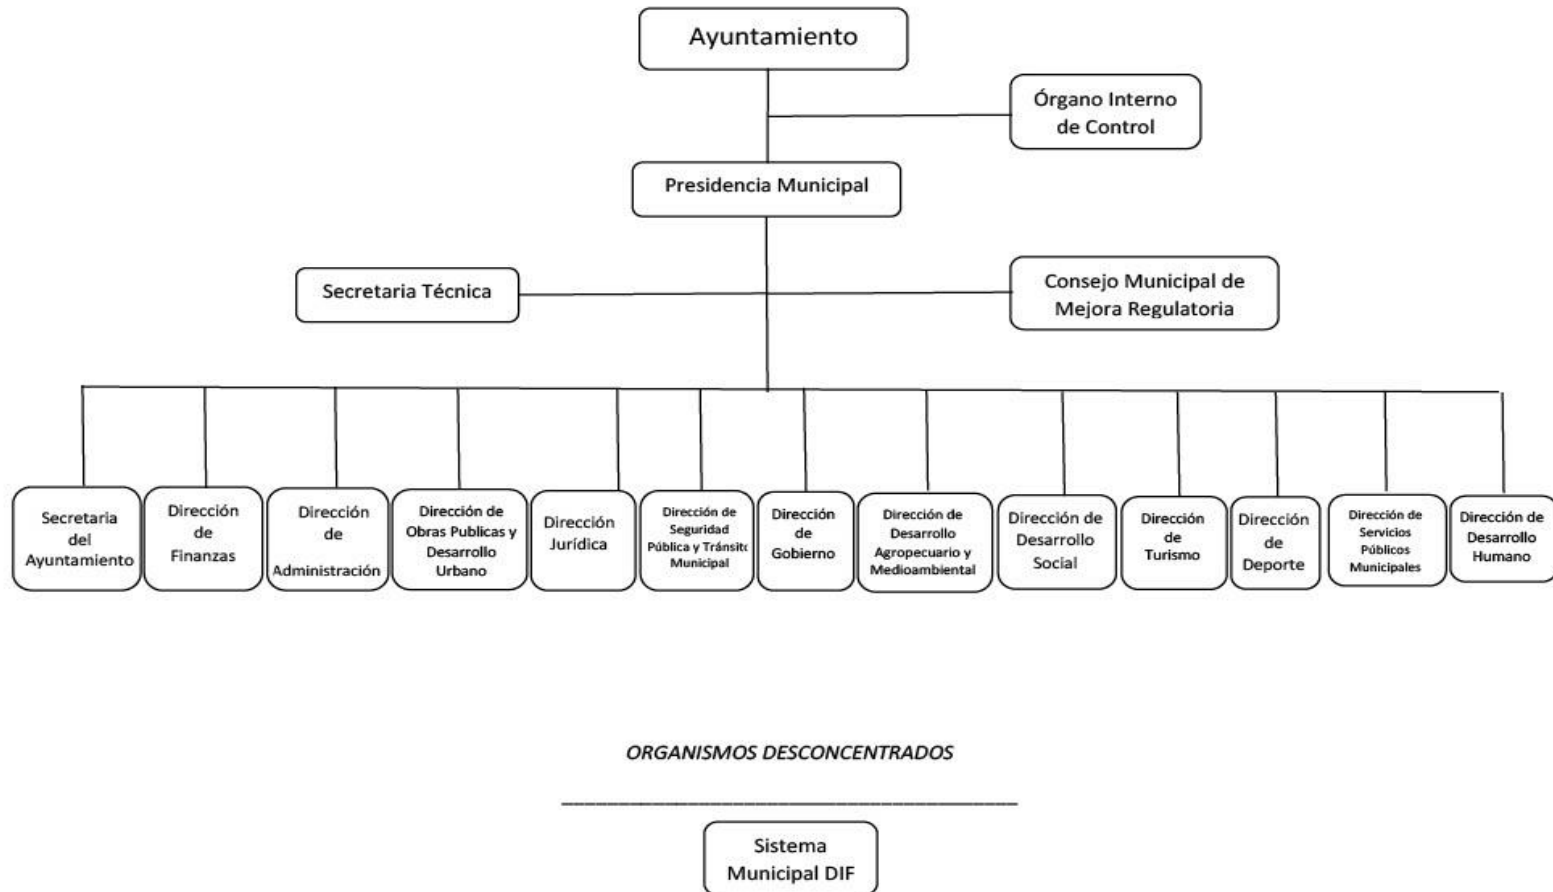 Ayuntamiento
Órgano Interno
de Control
Presidencia Municipal
Secretaria Técnica
Consejo Municipal de
Mejora Regulatoria
Secretaria
del
Ayuntamiento
Dirección
de
Finanzas
Dirección
de
Administración
Dirección de
Obras Publicas y
Desarrollo
Urbano
Dirección
Jurídica
Dirección de
Seguridad
Pública y Tránsito
Municipal
Dirección
de
Gobierno
Dirección de
Desarrollo
Agropecuario y
Medioambiental
Dirección de
Desarrollo
Social
Dirección
de
Turismo
Dirección
de
Deporte
Dirección de
Servicios
Públicos
Municipales
Dirección de
Desarrollo
Humano
ORGANISMOS DESCONCENTRADOS
Sistema
Municipal DIF